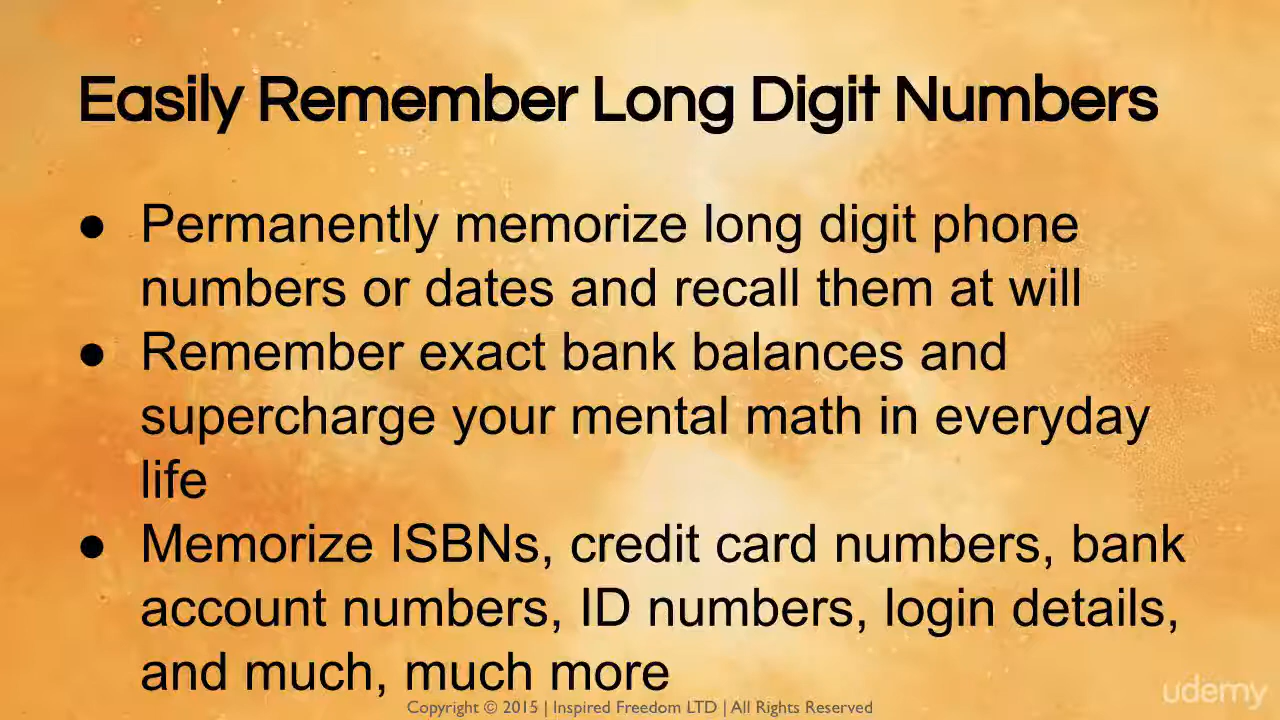 Easily Remember Long Digit Numbers
● Permanently memorize long digit phone
numbers or dates and recall them at will
● Remember exact bank balances and
supercharge your mental math in everyday
life
● Memorize ISBNs, credit card numbers, bank
account numbers, ID numbers, login details,
and much, much more
Copyright © 2015 | Inspired Freedom LTD | All Rights Reserved
udemy